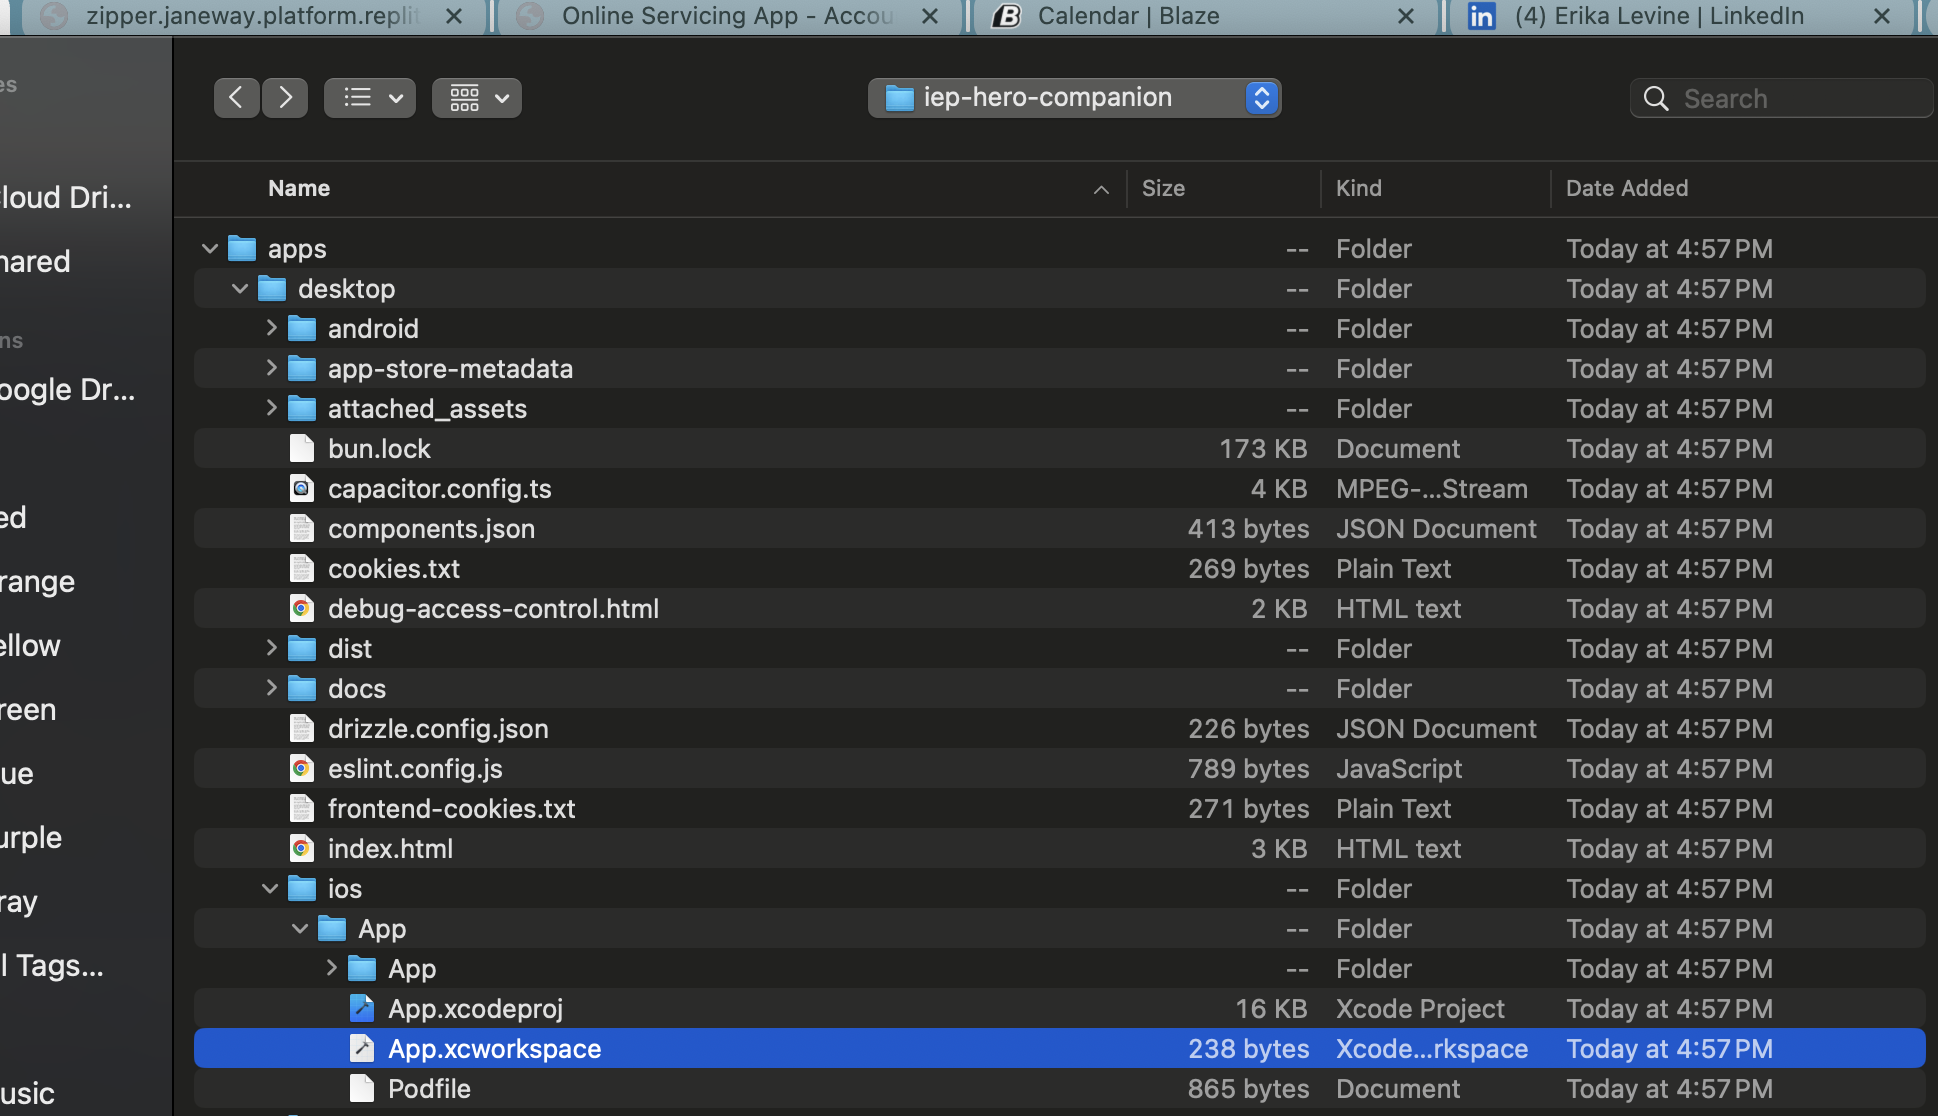 zipper.janeway.platform.replit
Online Servicing App - Accou
Calendar | Blaze
(4) Erika Levine | LinkedIn
es
iep-hero-companion
Search
Name Size Kind Date Added
loud Dri...
hared
ns
oogle Dr...
ed
range
ellow
reen
ue
urple
ray
l Tags...
usic
apps -- Folder Today at 4:57 PM
desktop -- Folder Today at 4:57 PM
android -- Folder Today at 4:57 PM
app-store-metadata -- Folder Today at 4:57 PM
attached_assets -- Folder Today at 4:57 PM
bun.lock 173 KB Document Today at 4:57 PM
capacitor.config.ts 4 KB MPEG-...Stream Today at 4:57 PM
components.json 413 bytes JSON Document Today at 4:57 PM
cookies.txt 269 bytes Plain Text Today at 4:57 PM
debug-access-control.html 2 KB HTML text Today at 4:57 PM
dist -- Folder Today at 4:57 PM
docs -- Folder Today at 4:57 PM
drizzle.config.json 226 bytes JSON Document Today at 4:57 PM
eslint.config.js 789 bytes JavaScript Today at 4:57 PM
frontend-cookies.txt 271 bytes Plain Text Today at 4:57 PM
index.html 3 KB HTML text Today at 4:57 PM
ios -- Folder Today at 4:57 PM
App -- Folder Today at 4:57 PM
App -- Folder Today at 4:57 PM
App.xcodeproj 16 KB Xcode Project Today at 4:57 PM
App.xcworkspace 238 bytes Xcode...rkspace Today at 4:57 PM
Podfile 865 bytes Document Today at 4:57 PM